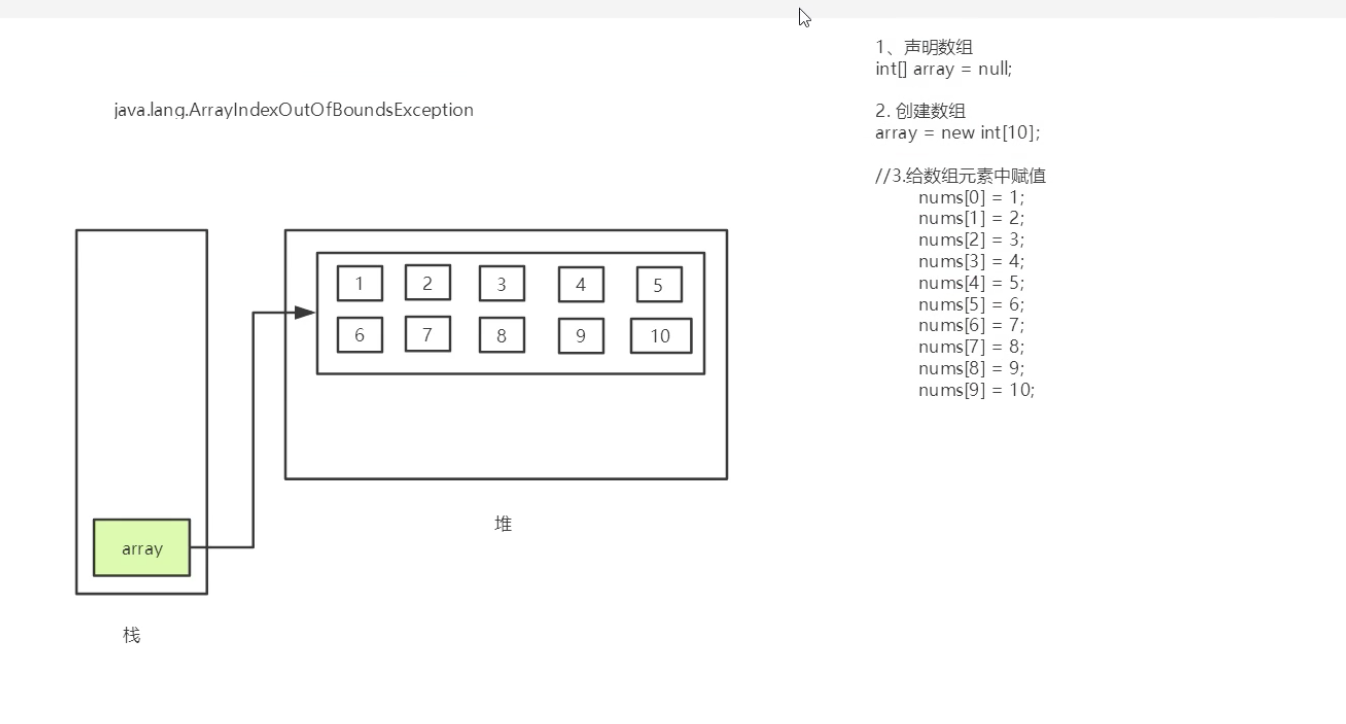 java.lang.ArrayIndexOutOfBoundsException
1 2 3 4 5
6 7 8 9 10
堆
array
栈
1、声明数组
int[] array = null;
2. 创建数组
array = new int[10];
//3.给数组元素中赋值
nums[0] = 1;
nums[1] = 2;
nums[2] = 3;
nums[3] = 4;
nums[4] = 5;
nums[5] = 6;
nums[6] = 7;
nums[7] = 8;
nums[8] = 9;
nums[9] = 10;